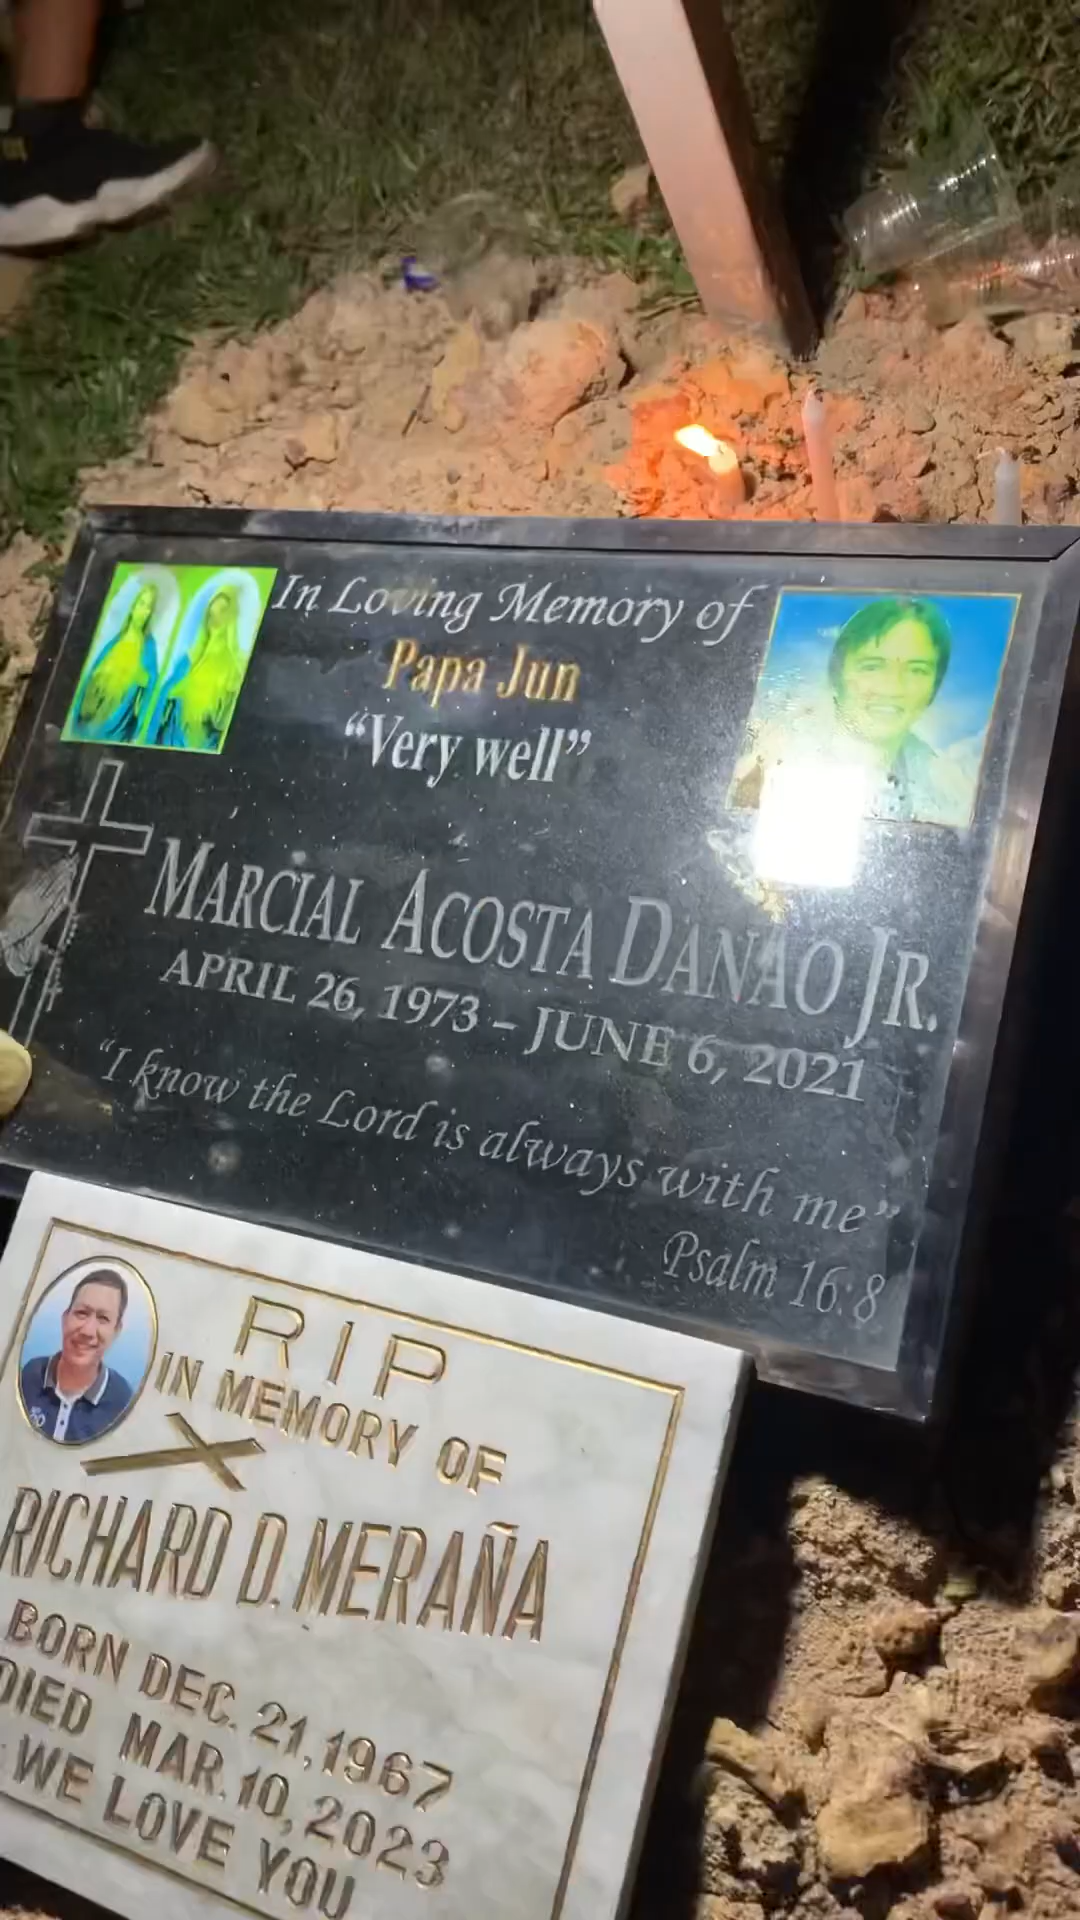 In Loving Memory of
Papa Jun
“Very well”
MARCIAL ACOSTA DANAO JR.
APRIL 26, 1973 – JUNE 6, 2021
“I know the Lord is always with me”
Psalm 16:8
RIP
IN MEMORY OF
RICHARD D. MERAÑA
BORN DEC. 21, 1967
DIED MAR. 10, 2023
WE LOVE YOU